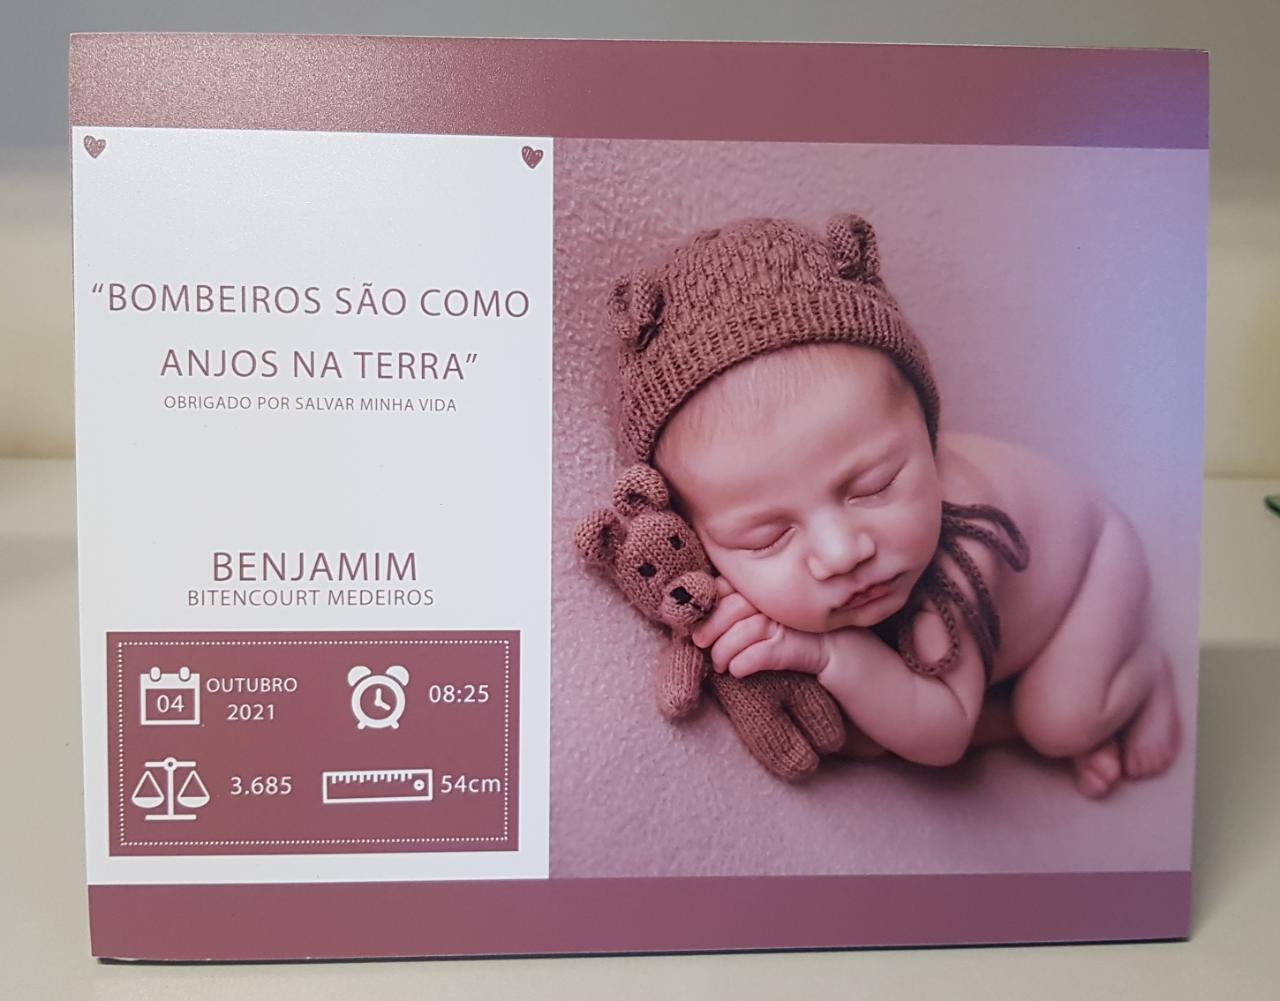 “BOMBEIROS SÃO COMO
ANJOS NA TERRA”
OBRIGADO POR SALVAR MINHA VIDA
BENJAMIM
BITENCOURT MEDEIROS
04
OUTUBRO
2021
08:25
3.685
54cm